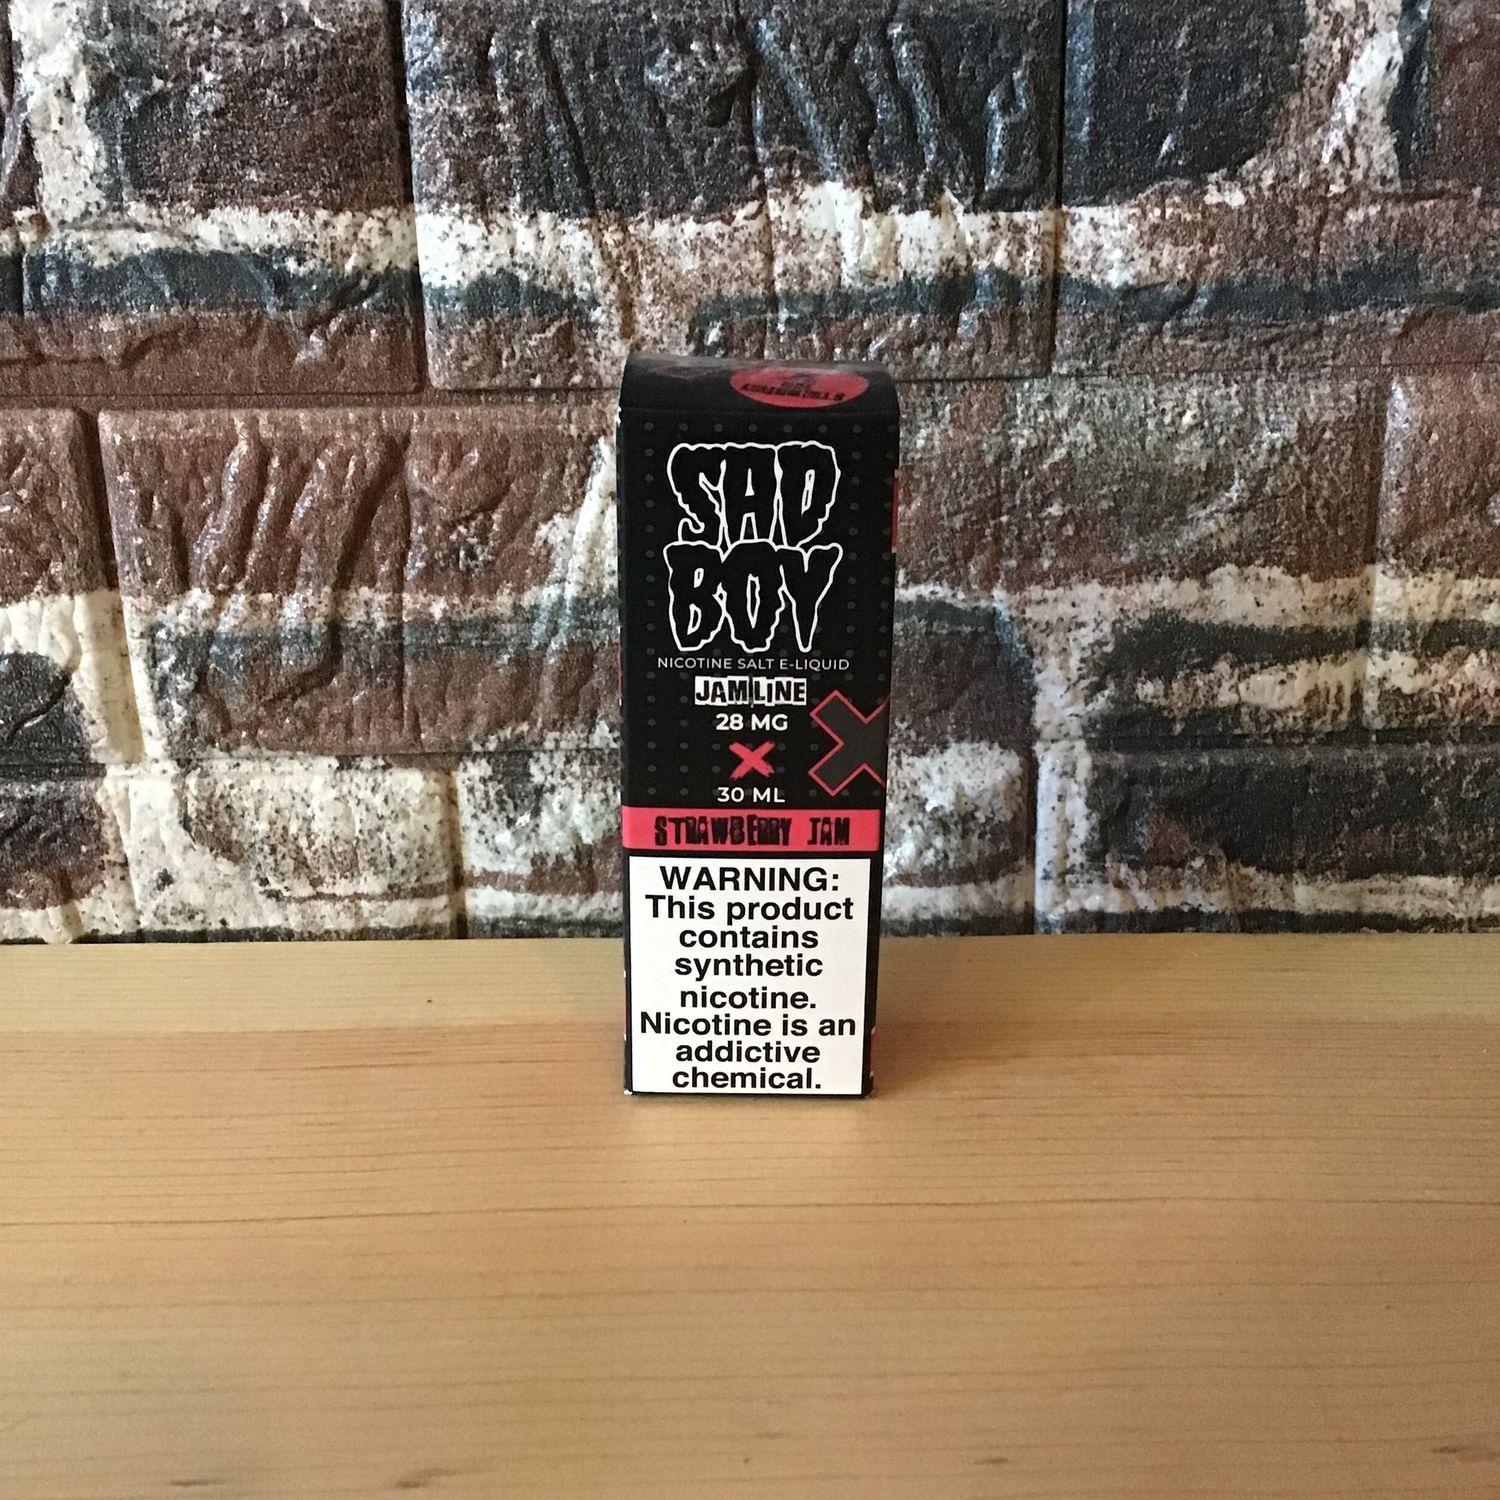 SAD
BOY
NICOTINE SALT E-LIQUID
JAM LINE
28 MG
30 ML
STRAWBERRY JAM
WARNING:
This product
contains
synthetic
nicotine.
Nicotine is an
addictive
chemical.